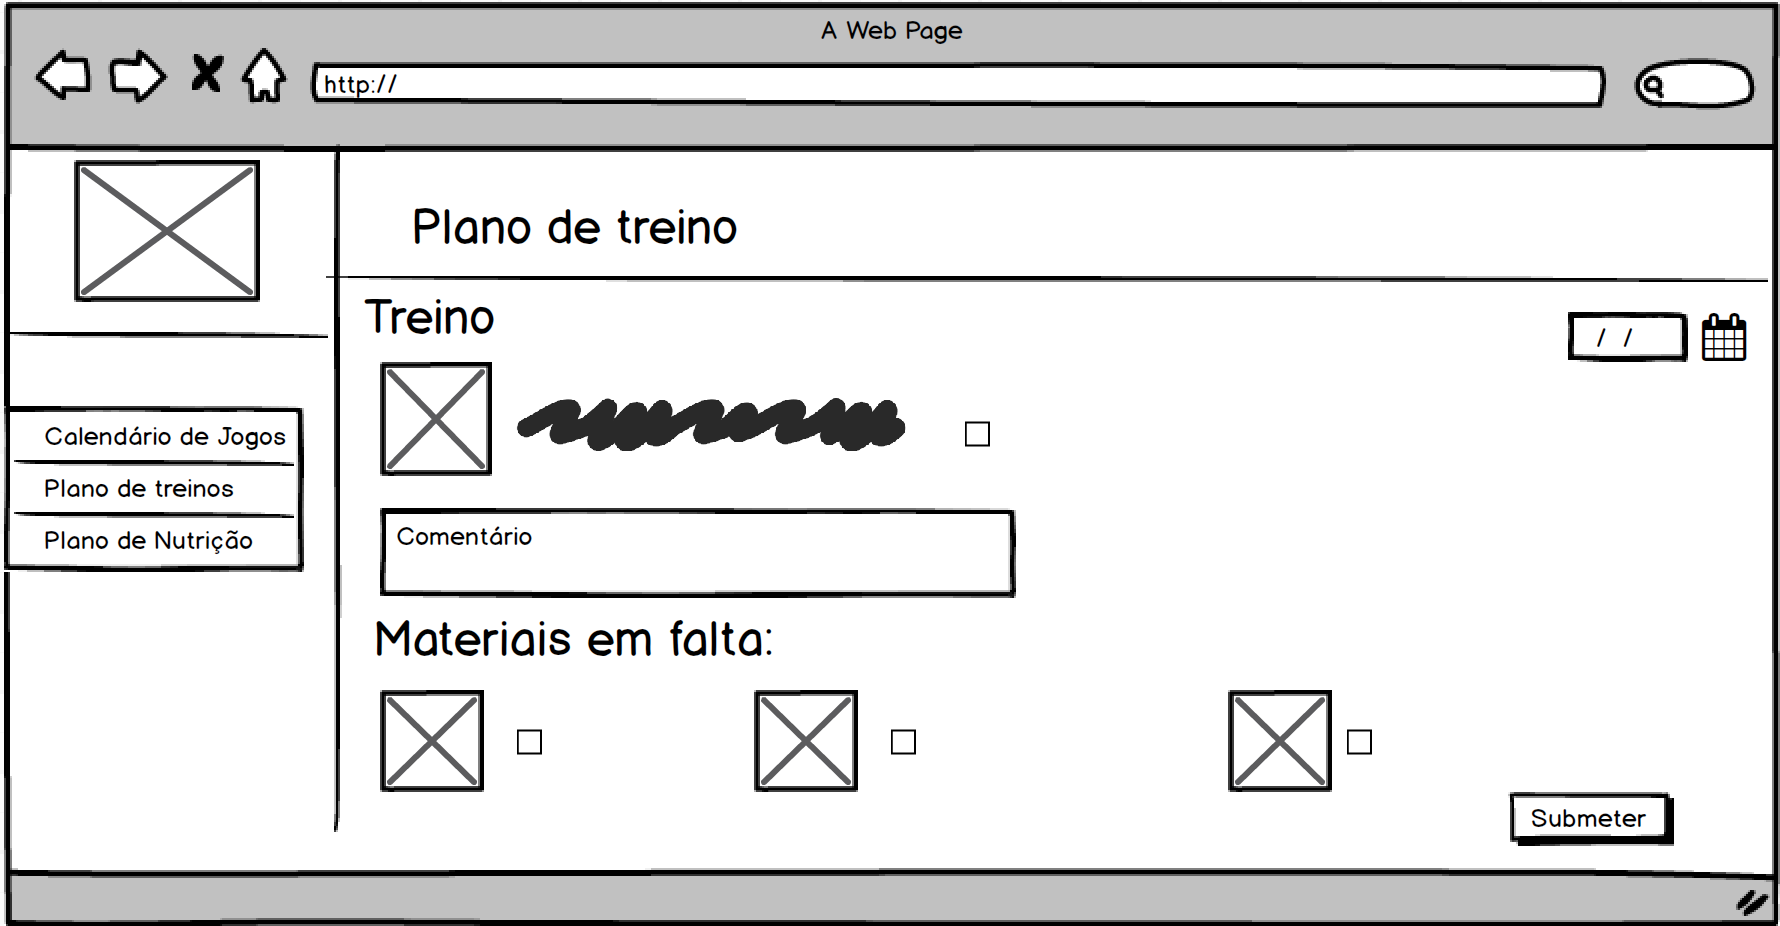 A Web Page
http://
Plano de treino
Treino
/ /
Calendário de Jogos
Plano de treinos
Plano de Nutrição
Comentário
Materiais em falta:
Submeter